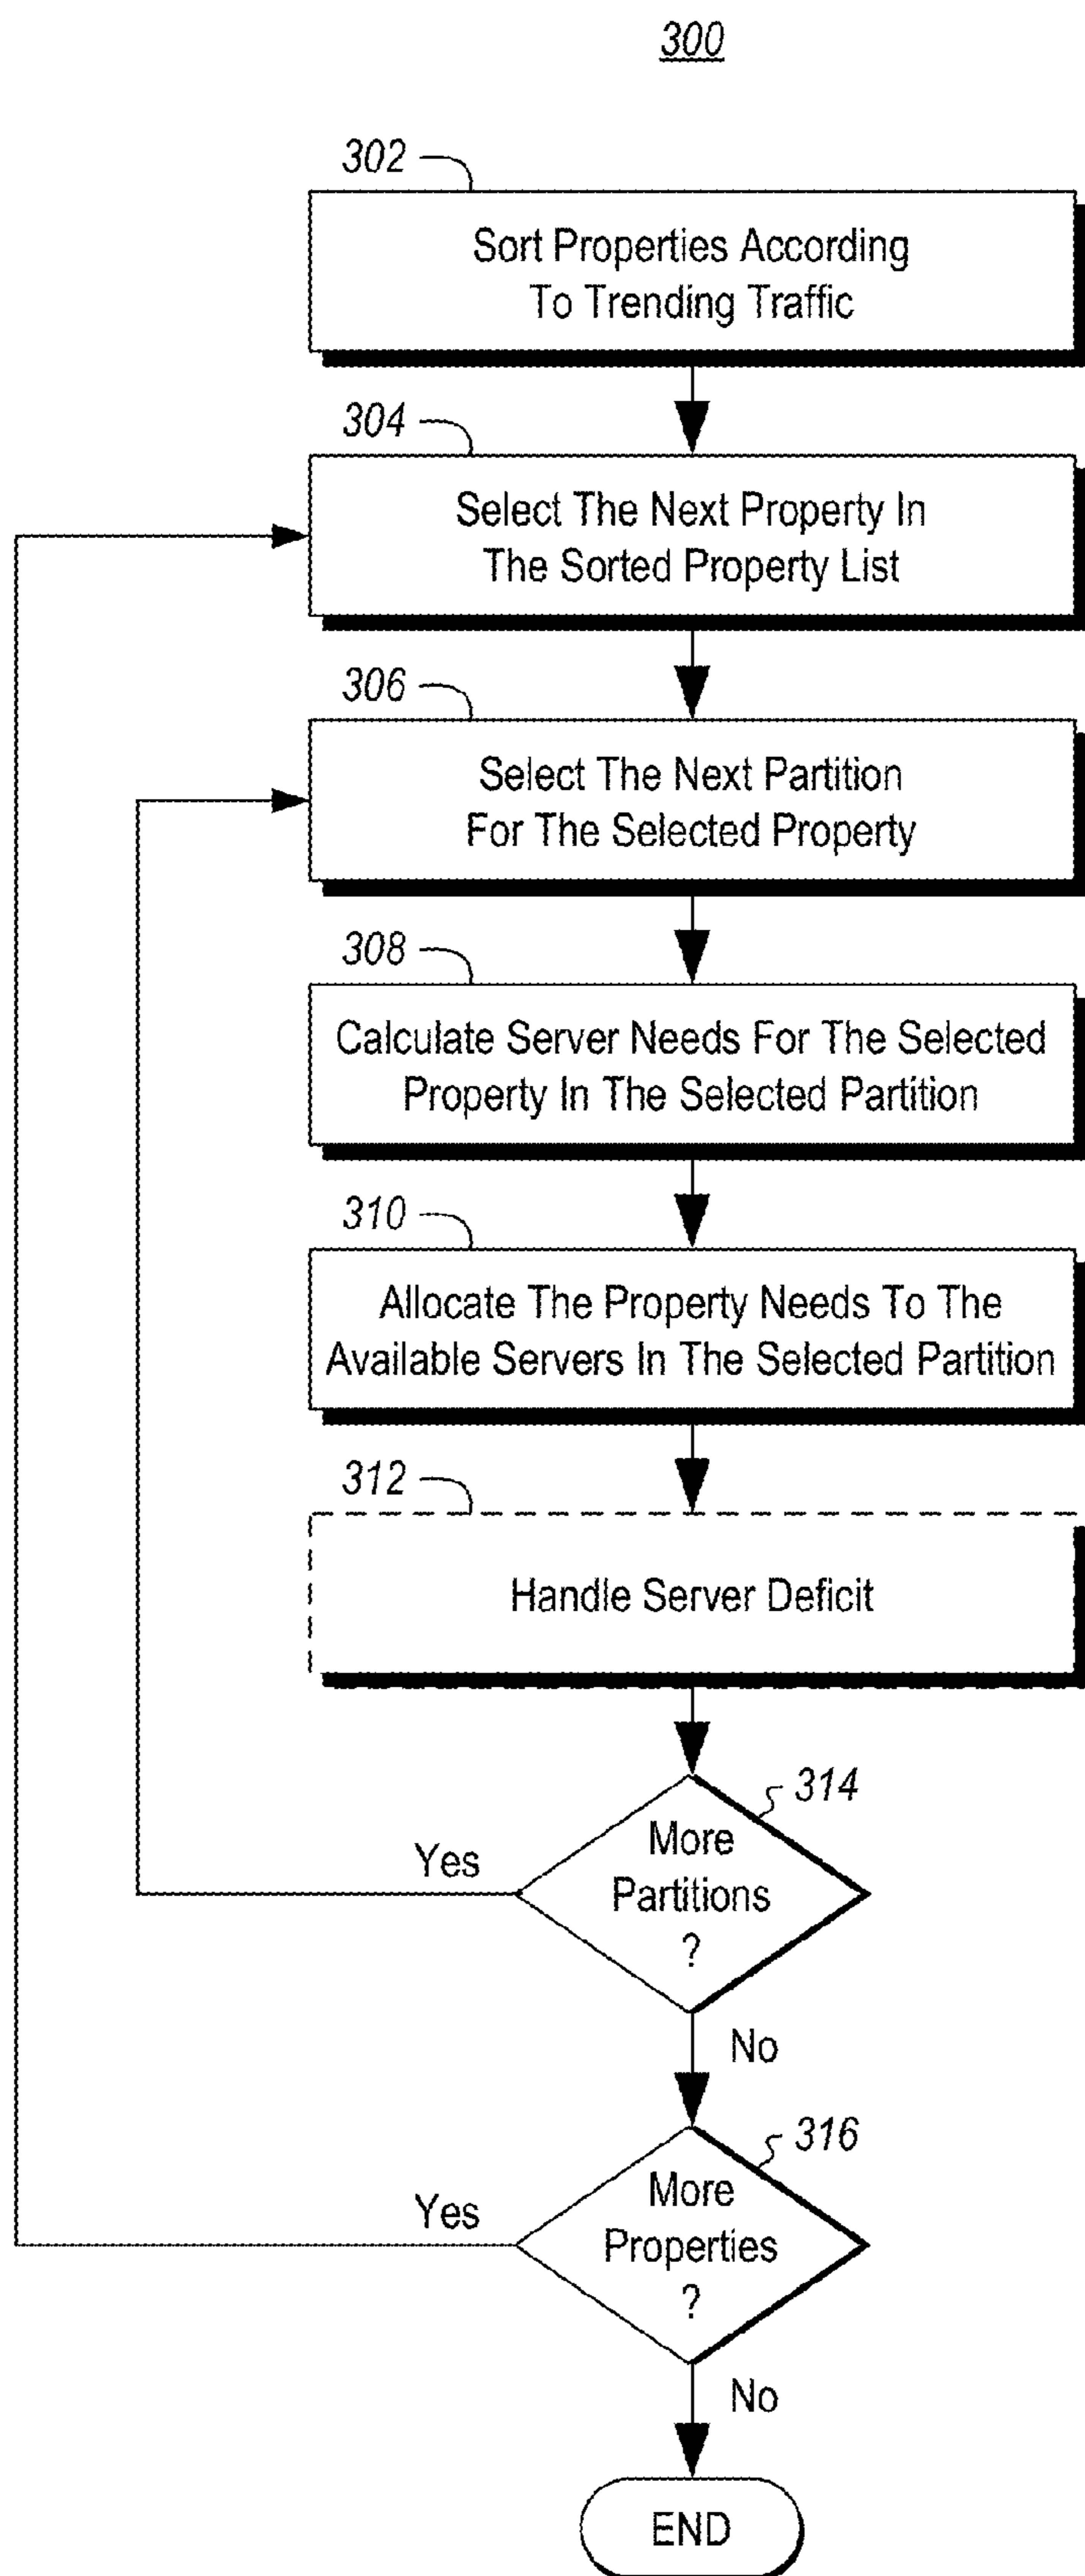 300
302
Sort Properties According
To Trending Traffic
304
Select The Next Property In
The Sorted Property List
306
Select The Next Partition
For The Selected Property
308
Calculate Server Needs For The Selected
Property In The Selected Partition
310
Allocate The Property Needs To The
Available Servers In The Selected Partition
312
Handle Server Deficit
314
More
Partitions
?
Yes
No
316
More
Properties
?
Yes
No
END